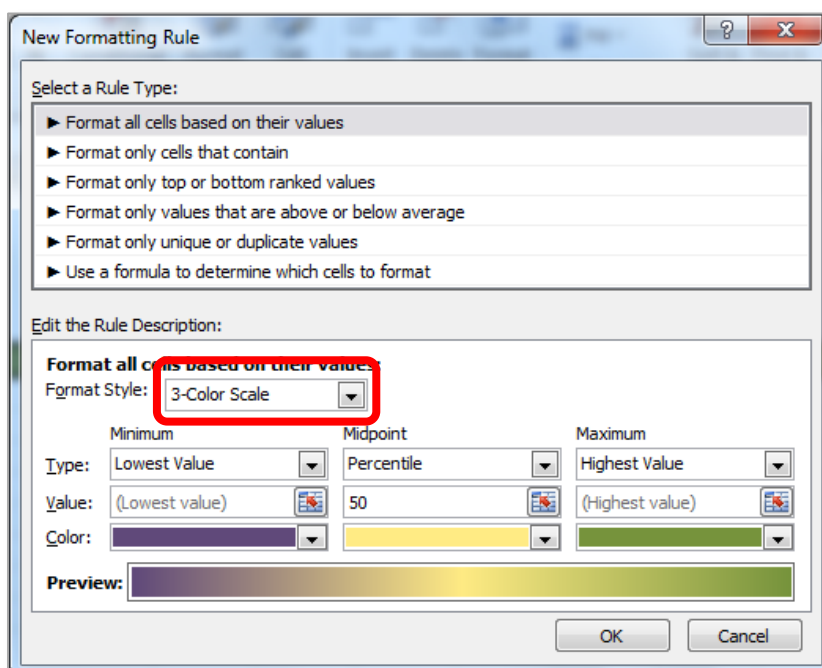 New Formatting Rule
Select a Rule Type:
► Format all cells based on their values
► Format only cells that contain
► Format only top or bottom ranked values
► Format only values that are above or below average
► Format only unique or duplicate values
► Use a formula to determine which cells to format
Edit the Rule Description:
Format all cells based on their values:
Format Style: 3-Color Scale
Minimum Midpoint Maximum
Type: Lowest Value Percentile Highest Value
Value: (Lowest value) 50 (Highest value)
Color:
Preview:
OK Cancel